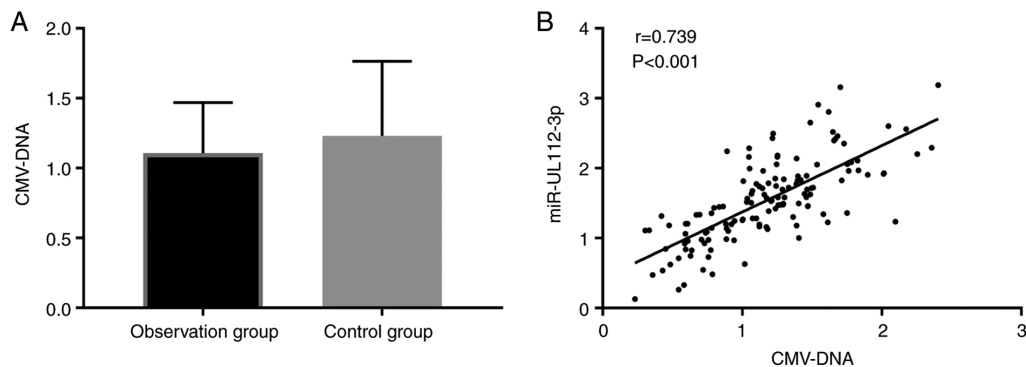 A
CMV-DNA
2.0
1.5
1.0
0.5
0.0
Observation group
Control group
B
r=0.739
P<0.001
miR-UL112-3p
4
3
2
1
0
0
1
2
3
CMV-DNA